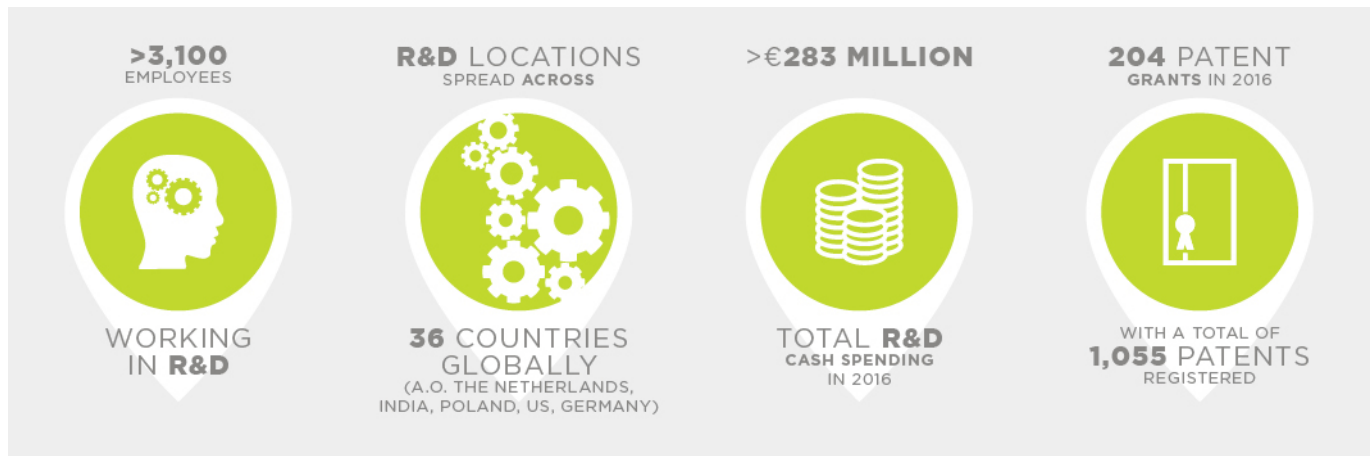 >3,100
EMPLOYEES
WORKING
IN R&D
R&D LOCATIONS
SPREAD ACROSS
36 COUNTRIES
GLOBALLY
(A.O. THE NETHERLANDS,
INDIA, POLAND, US, GERMANY)
>€283 MILLION
TOTAL R&D
CASH SPENDING
IN 2016
204 PATENT
GRANTS IN 2016
WITH A TOTAL OF
1,055 PATENTS
REGISTERED